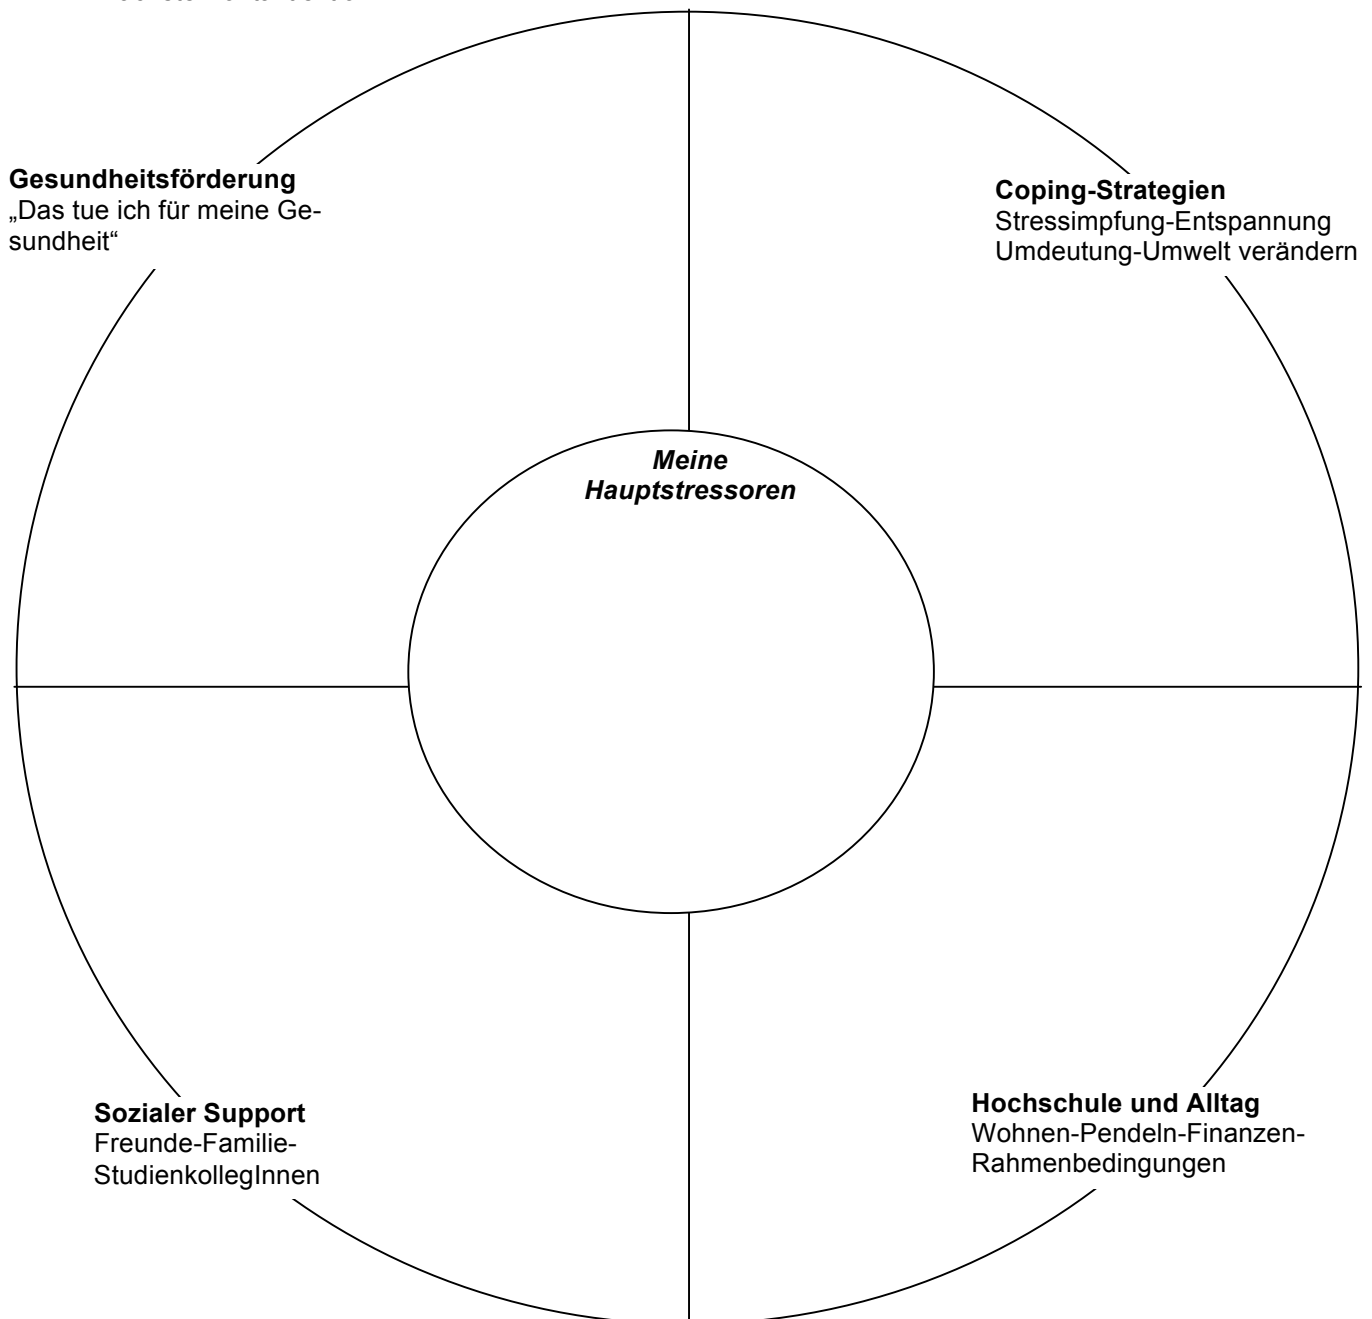 Gesundheitsförderung
„Das tue ich für meine Ge-
sundheit“
Coping-Strategien
Stressimpfung-Entspannung
Umdeutung-Umwelt verändern
Meine
Hauptstressoren
Sozialer Support
Freunde-Familie-
StudienkollegInnen
Hochschule und Alltag
Wohnen-Pendeln-Finanzen-
Rahmenbedingungen